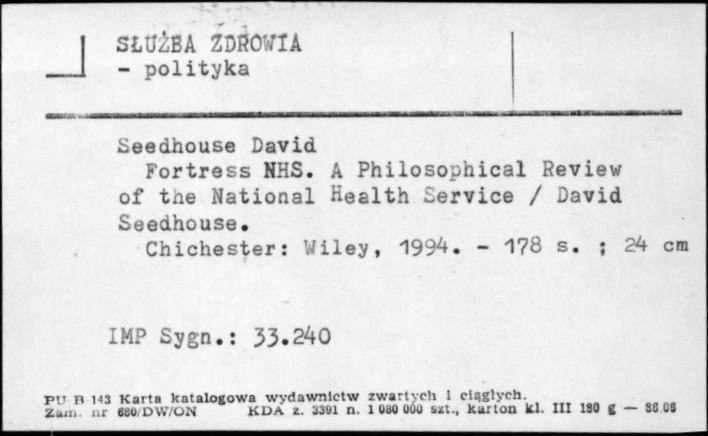 SŁUŻBA ZDROWIA
- polityka
Seedhouse David
Fortress NHS. A Philosophical Review
of the National Health Service / David
Seedhouse.
Chichester: Wiley, 1994. - 178 s. ; 24 cm
IMP Sygn.: 33.240
PU B-143 Karta katalogowa wydawnictw zwartych i ciągłych.
Zam. nr 680/DW/ON KDA z. 3391 n. 1 080 000 szt., karton kl. III 180 g — 86.06